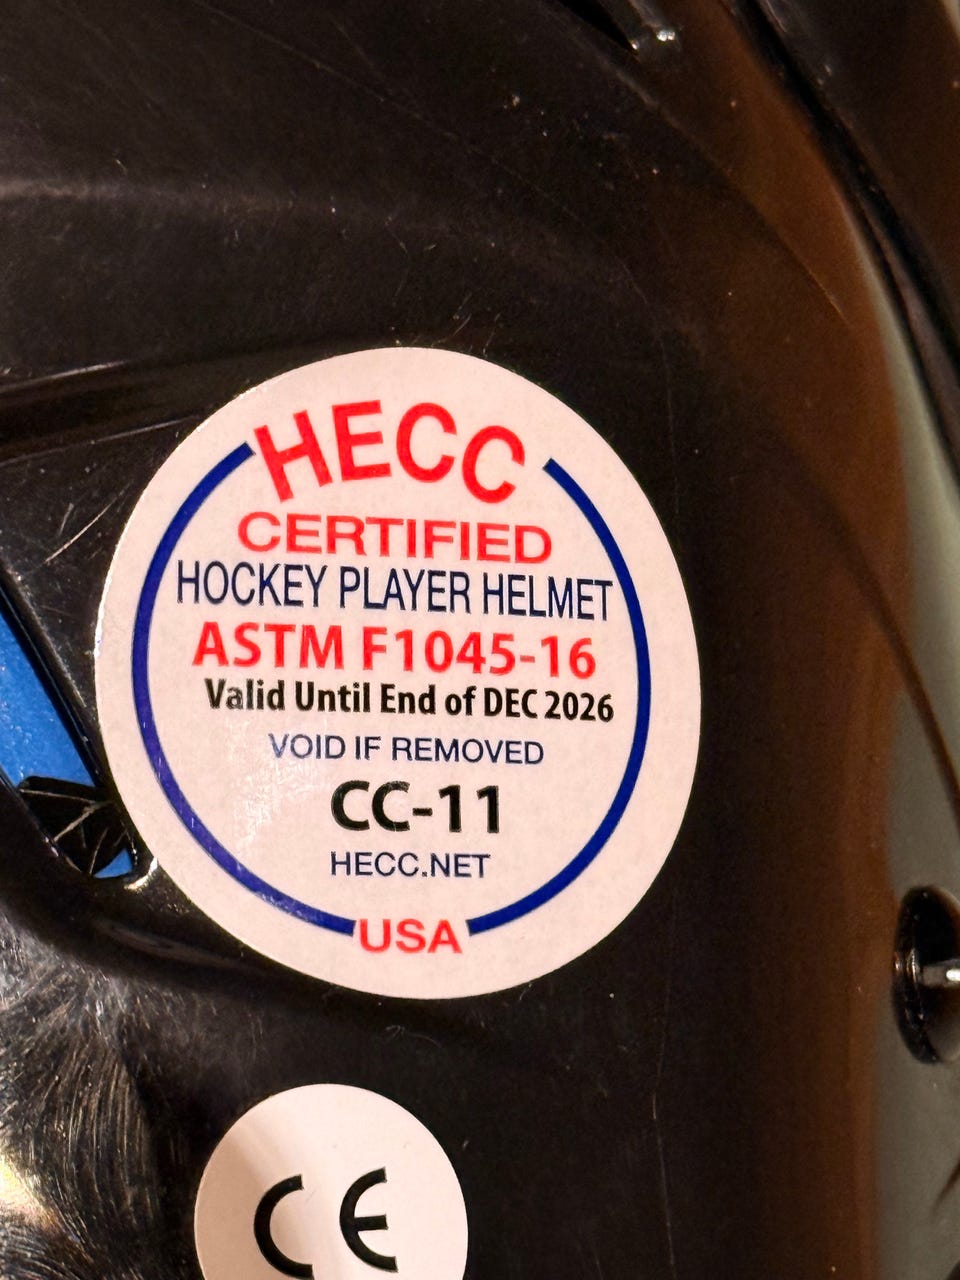 HECC
CERTIFIED
HOCKEY PLAYER HELMET
ASTM F1045-16
Valid Until End of DEC 2026
VOID IF REMOVED
CC-11
HECC.NET
USA
CE